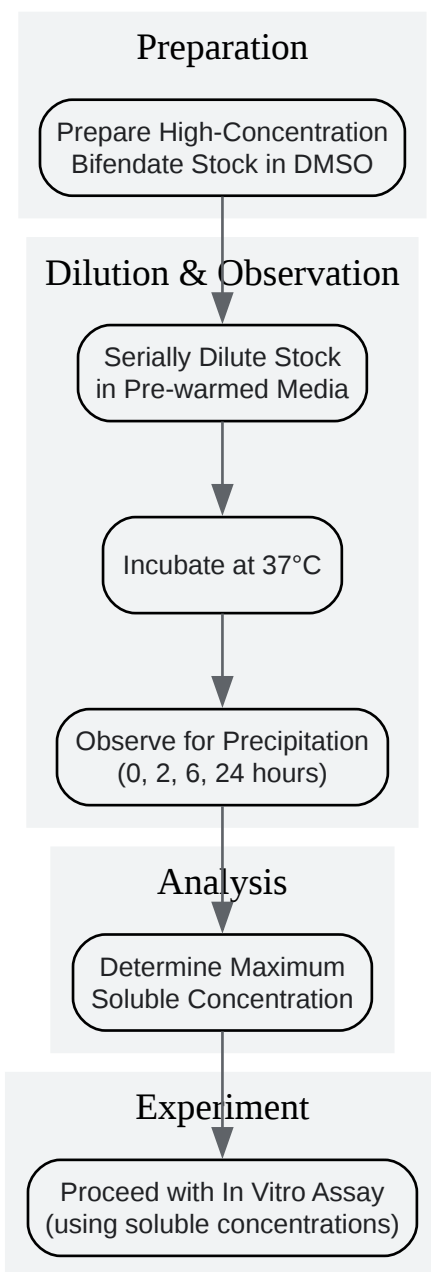 Preparation
Prepare High-Concentration
Bifendate Stock in DMSO
Dilution & Observation
Serially Dilute Stock
in Pre-warmed Media
Incubate at 37°C
Observe for Precipitation
(0, 2, 6, 24 hours)
Analysis
Determine Maximum
Soluble Concentration
Experiment
Proceed with In Vitro Assay
(using soluble concentrations)